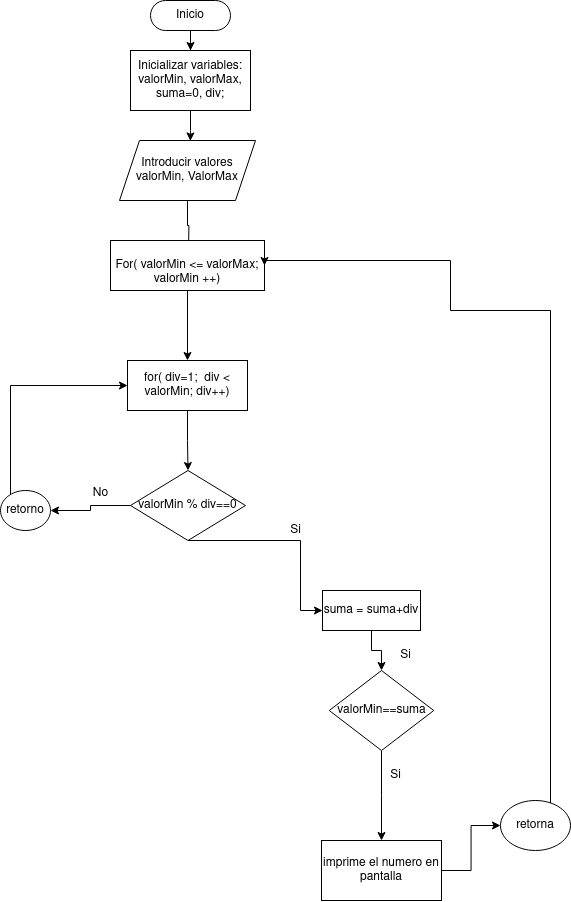 Inicio
Inicializar variables:
valorMin, valorMax,
suma=0, div;
Introducir valores
valorMin, ValorMax
For( valorMin <= valorMax;
valorMin ++)
for( div=1;  div <
valorMin; div++)
No
retorno
valorMin % div==0
Si
suma = suma+div
Si
valorMin==suma
Si
retorna
imprime el numero en
pantalla